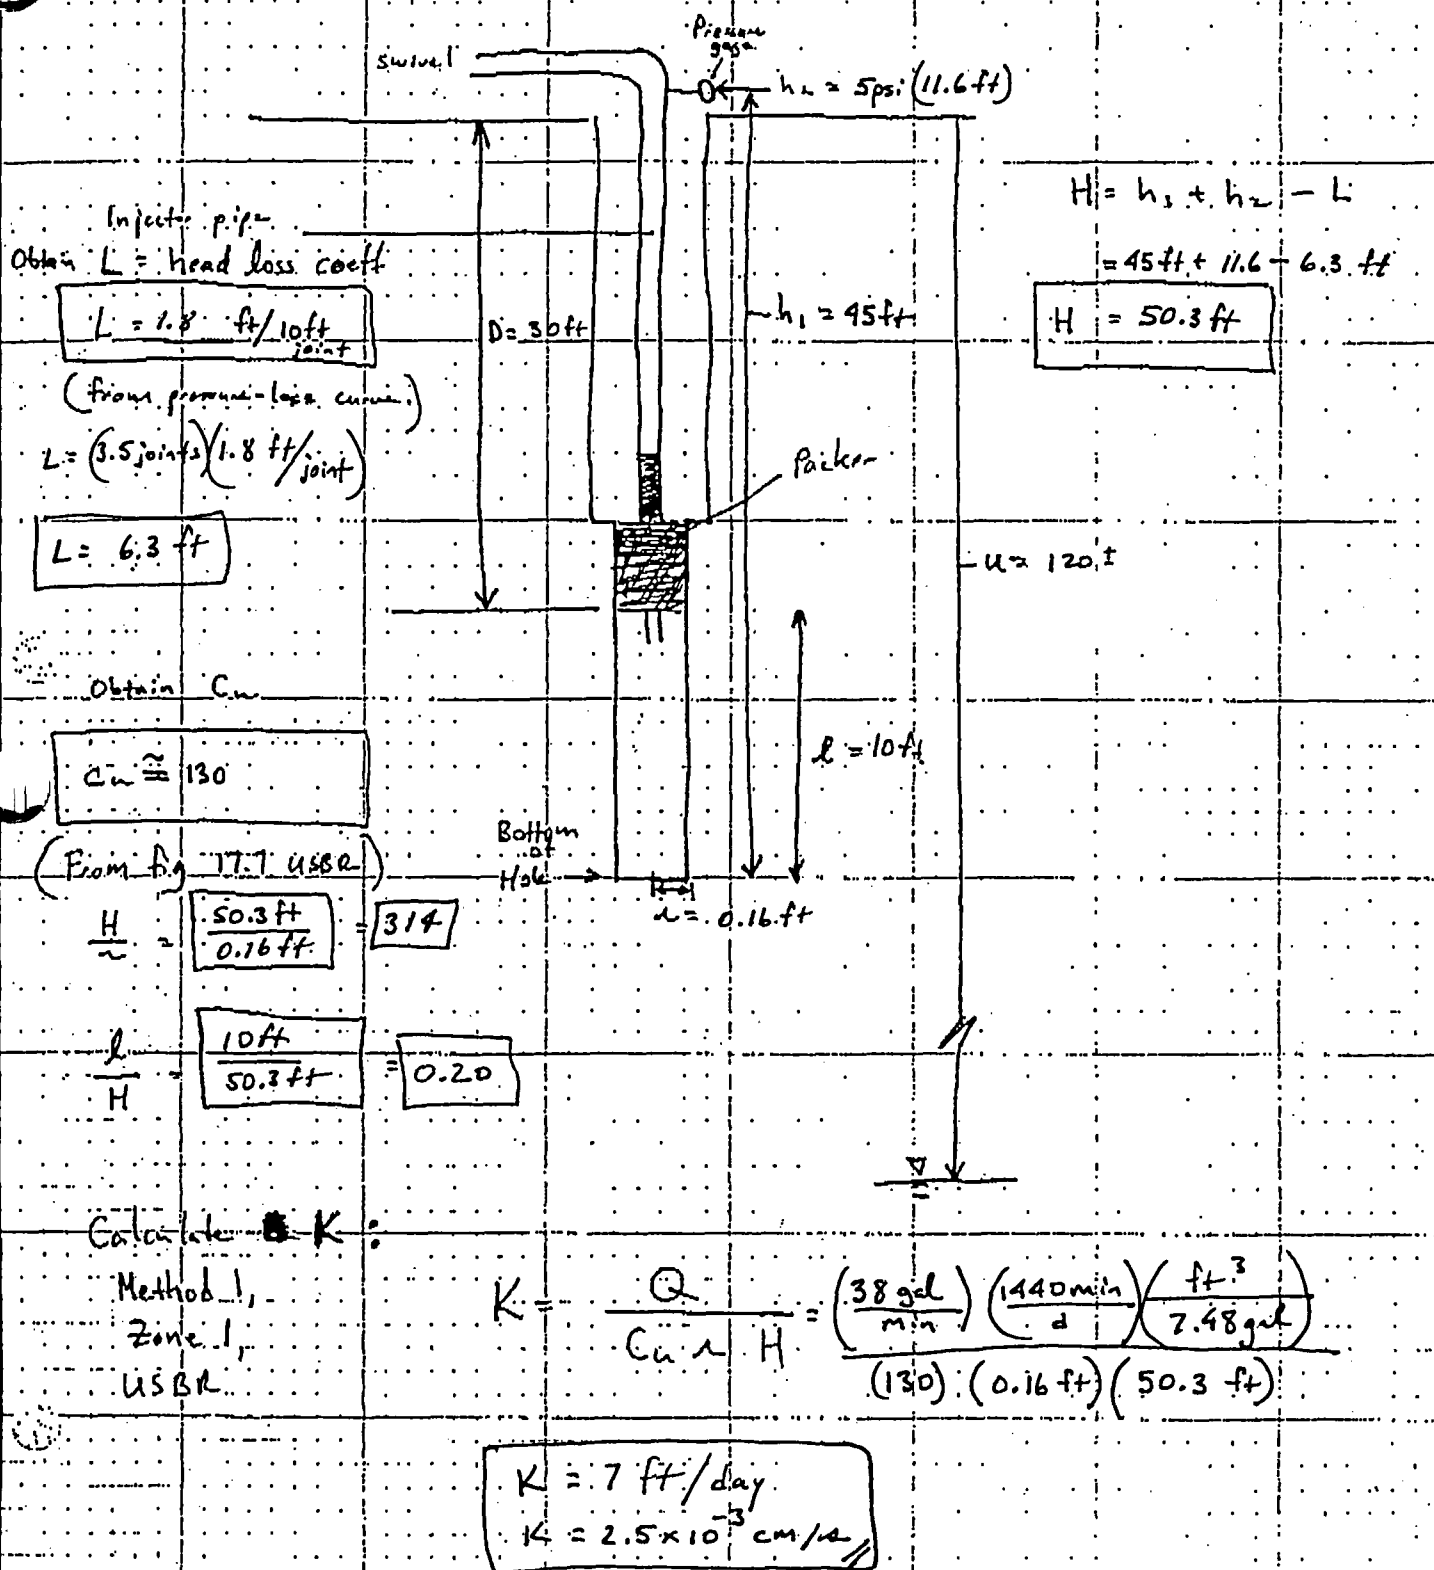 Pressure
gage
swivel
h₂ = 5psi (11.6 ft)
H = h₁ + h₂ - L
= 45ft + 11.6 - 6.3 ft
H = 50.3 ft
Injector pipe
Obtain L = head loss coeff
L = 1.8 ft/10ft joint
(from pressure-loss curve.)
L = (3.5 joints)(1.8 ft/joint)
L = 6.3 ft
D = 30ft
h₁ = 45ft
Packer
U = 120 ±
Obtain Cu
Cu ≅ 130
(From fig 17.7 USBR)
l = 10ft
Bottom
of
Hole
r = 0.16 ft
H/r = 50.3 ft/0.16 ft = 314
l/H = 10ft/50.3ft = 0.20
Calculate K:
Method 1,
Zone 1,
USBR
K = Q/(Cu r H) = (38 gal/min)(1440 min/d)(ft³/7.48 gal)/(130)(0.16 ft)(50.3 ft)
K = 7 ft/day
K = 2.5 x 10⁻³ cm/s